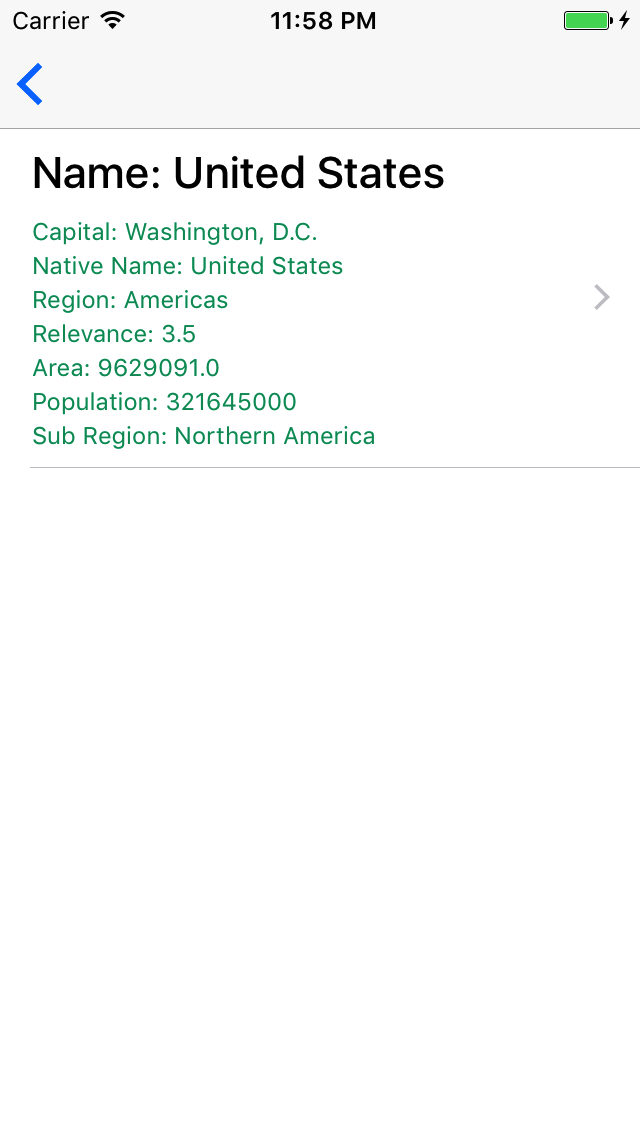 Carrier 11:58 PM
Name: United States
Capital: Washington, D.C.
Native Name: United States
Region: Americas
Relevance: 3.5
Area: 9629091.0
Population: 321645000
Sub Region: Northern America